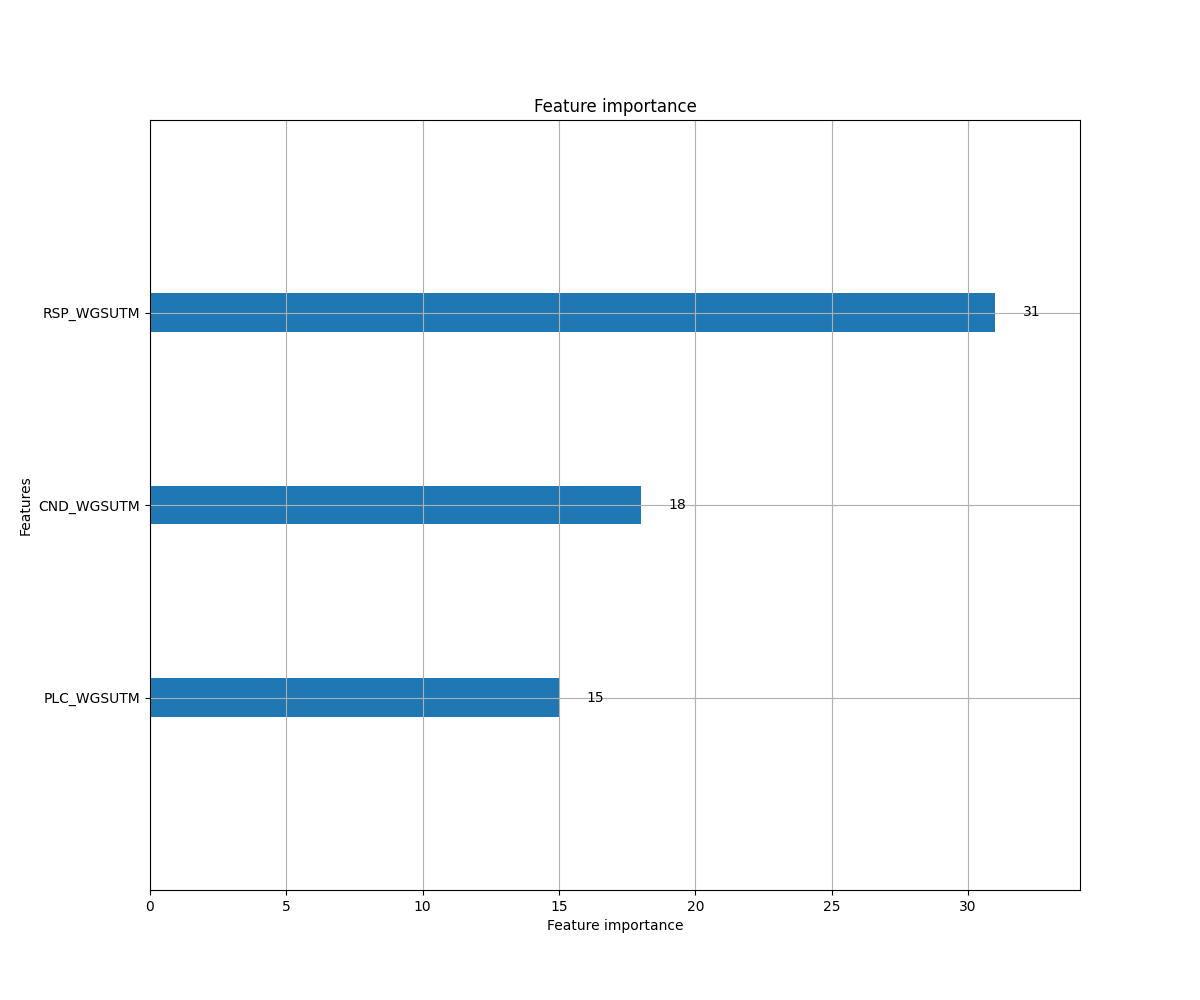 Feature importance
RSP_WGSUTM
31
CND_WGSUTM
18
PLC_WGSUTM
15
Features
0 5 10 15 20 25 30
Feature importance